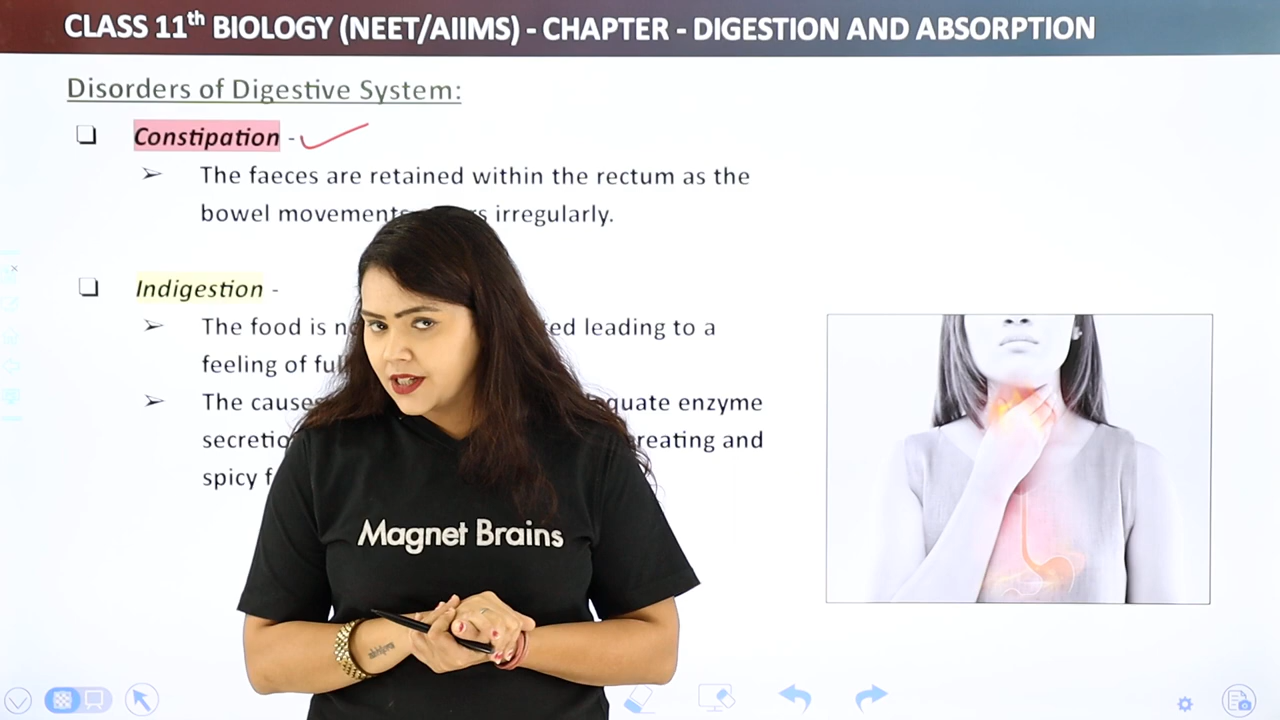 CLASS 11th BIOLOGY (NEET/AIIMS) - CHAPTER - DIGESTION AND ABSORPTION
Disorders of Digestive System:
Constipation -
The faeces are retained within the rectum as the
bowel movements irregularly.
Indigestion -
The food is leading to a
feeling of
The causes enzyme
creating and
spicy
Magnet Brains